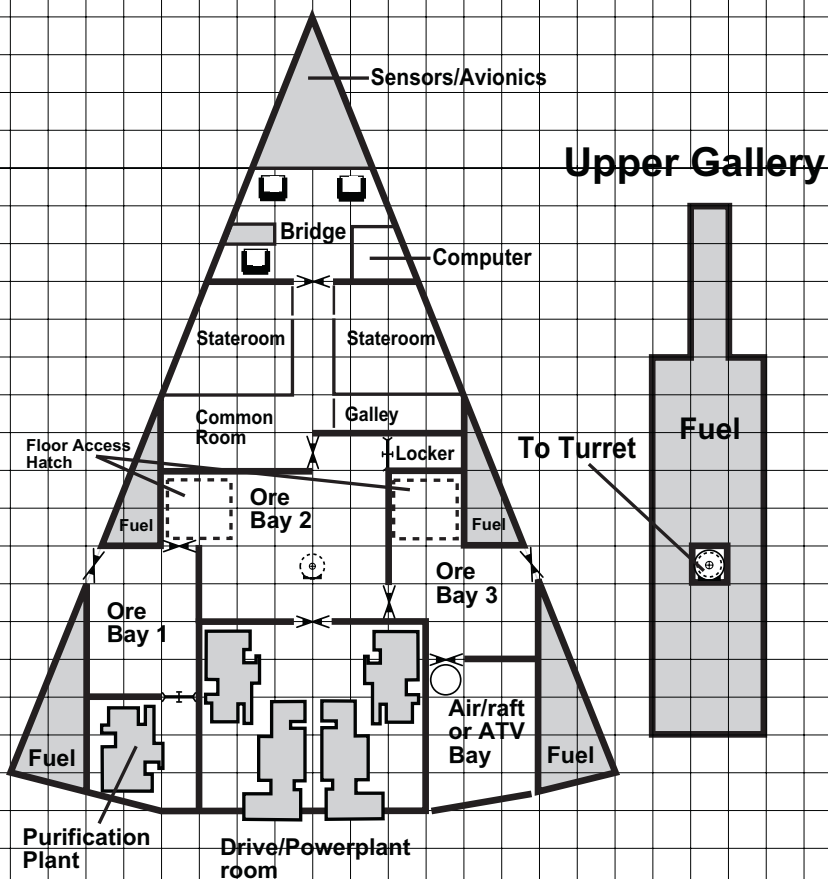 Sensors/Avionics
Upper Gallery
Bridge
Computer
Stateroom
Stateroom
Common
Room
Galley
Fuel
Floor Access
Hatch
Locker
To Turret
Ore
Bay 2
Fuel
Fuel
Ore
Bay 3
Ore
Bay 1
Air/raft
or ATV
Bay
Fuel
Fuel
Purification
Plant
Drive/Powerplant
room